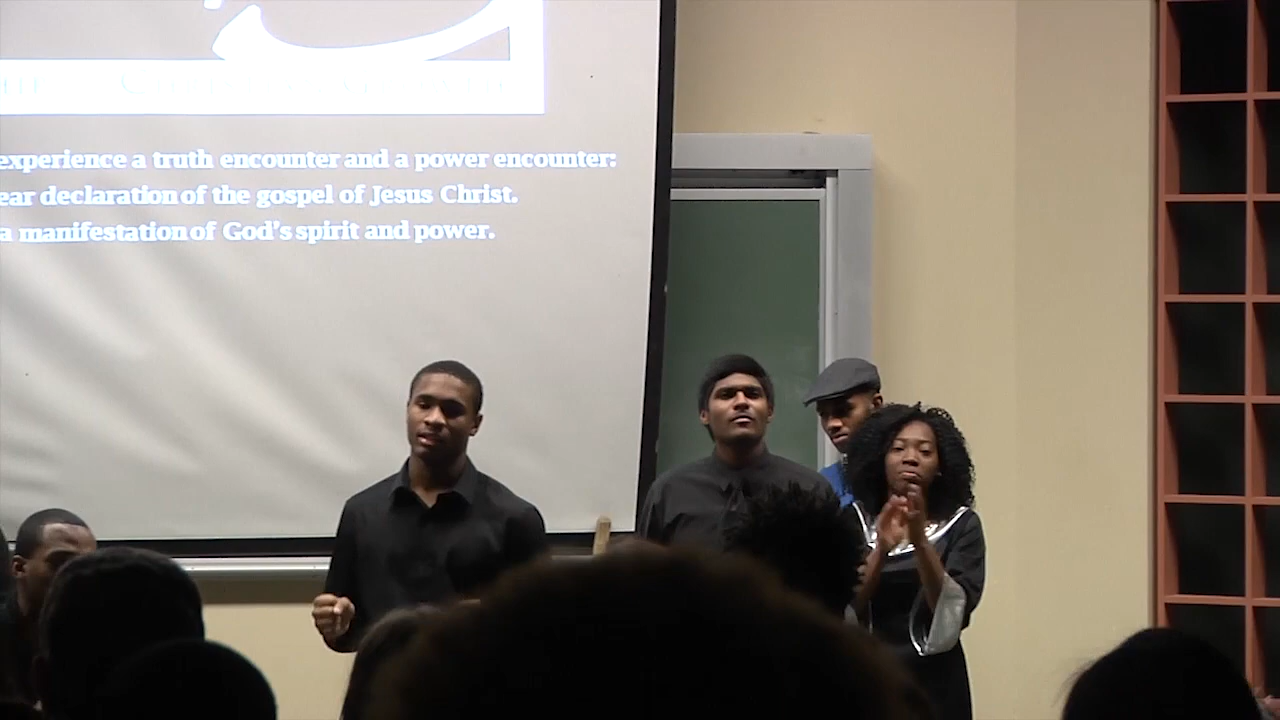 experience a truth encounter and a power encounter:
ear declaration of the gospel of Jesus Christ.
a manifestation of God's spirit and power.